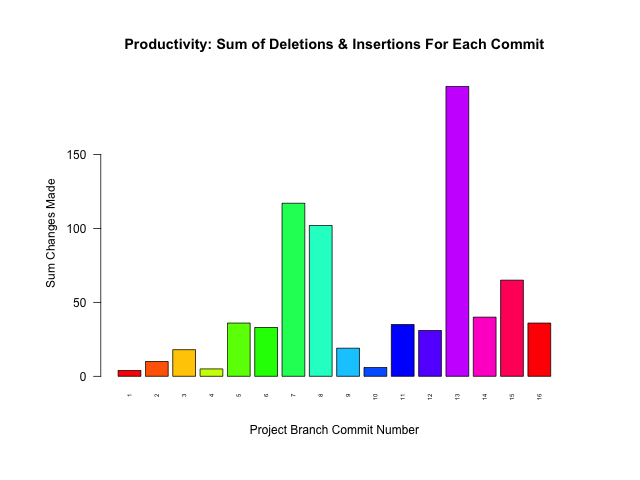 Productivity: Sum of Deletions & Insertions For Each Commit
Sum Changes Made
150
100
50
0
1 2 3 4 5 6 7 8 9 10 11 12 13 14 15 16
Project Branch Commit Number